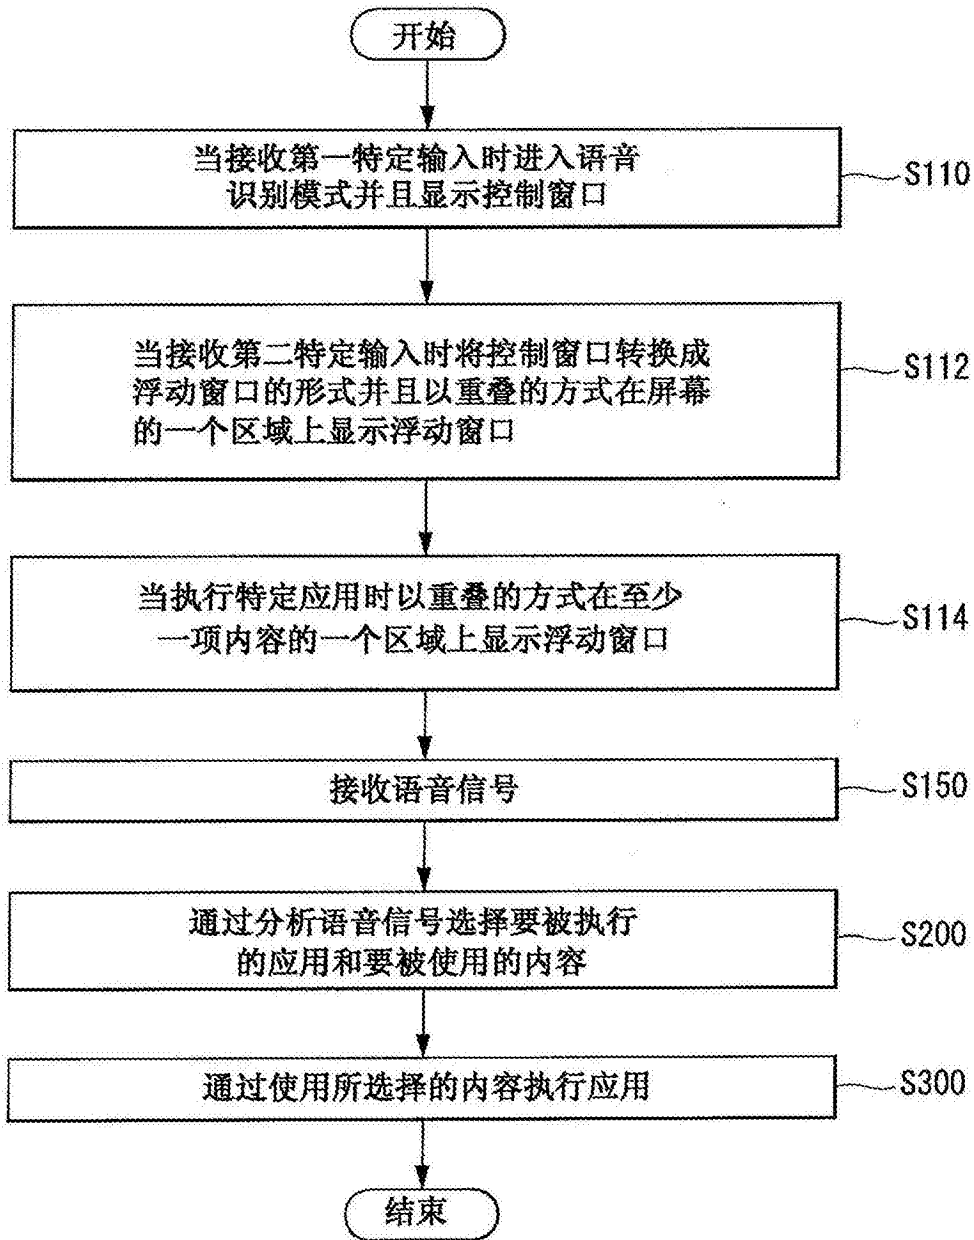 开始
当接收第一特定输入时进入语音
识别模式并且显示控制窗口
S110
当接收第二特定输入时将控制窗口转换成
浮动窗口的形式并且以重叠的方式在屏幕
的一个区域上显示浮动窗口
S112
当执行特定应用时以重叠的方式在至少
一项内容的一个区域上显示浮动窗口
S114
接收语音信号
S150
通过分析语音信号选择要被执行
的应用和要被使用的内容
S200
通过使用所选择的内容执行应用
S300
结束